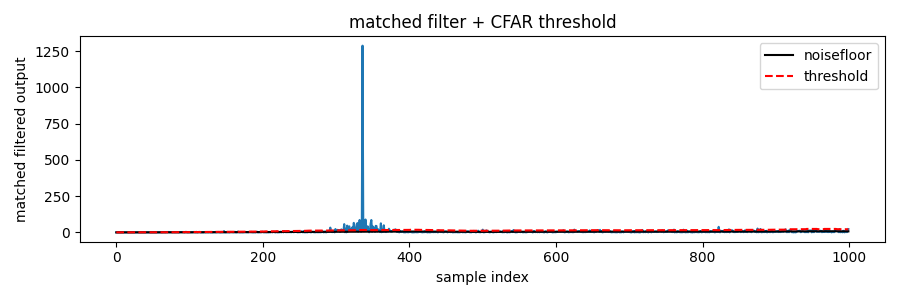 matched filter + CFAR threshold
matched filtered output
1250
1000
750
500
250
0
noisefloor
threshold
0
200
400
600
800
1000
sample index